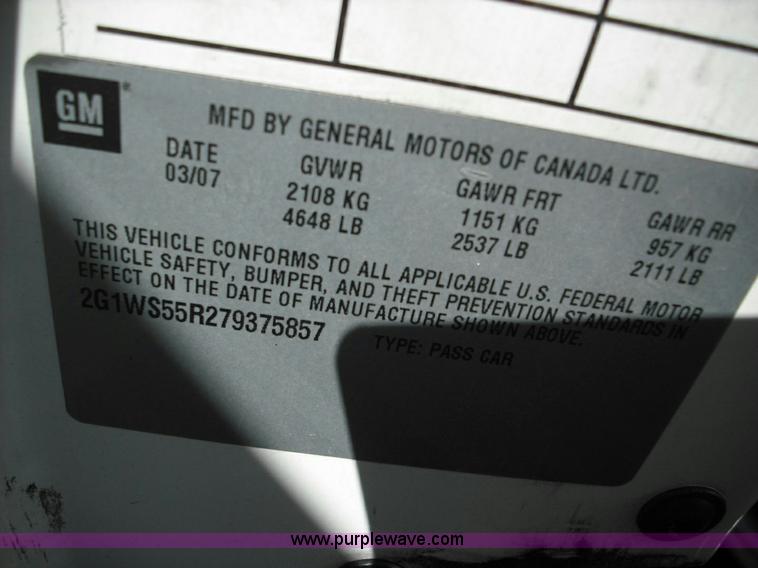 GM®
MFD BY GENERAL MOTORS OF CANADA LTD.
DATE GVWR GAWR FRT GAWR RR
03/07 2108 KG 1151 KG 957 KG
4648 LB 2537 LB 2111 LB
THIS VEHICLE CONFORMS TO ALL APPLICABLE U.S. FEDERAL MOTOR
VEHICLE SAFETY, BUMPER, AND THEFT PREVENTION STANDARDS IN
EFFECT ON THE DATE OF MANUFACTURE SHOWN ABOVE.
2G1WS55R279375857 TYPE: PASS CAR
www.purplewave.com